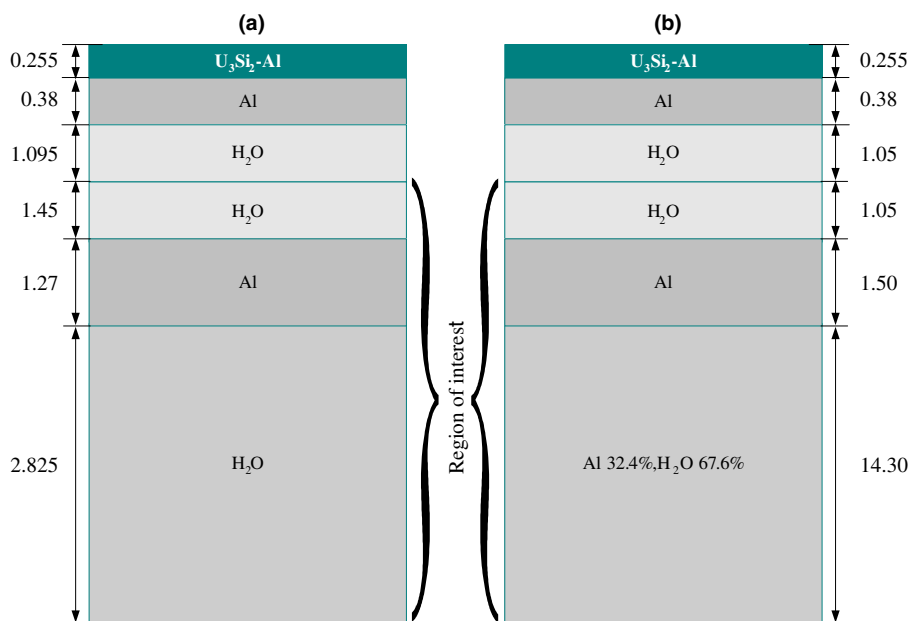 (a)
0.255
U₃Si₂-Al
0.38
Al
1.095
H₂O
1.45
H₂O
1.27
Al
2.825
H₂O
Region of interest
(b)
U₃Si₂-Al
0.255
Al
0.38
H₂O
1.05
H₂O
1.05
Al
1.50
Al 32.4%,H₂O 67.6%
14.30